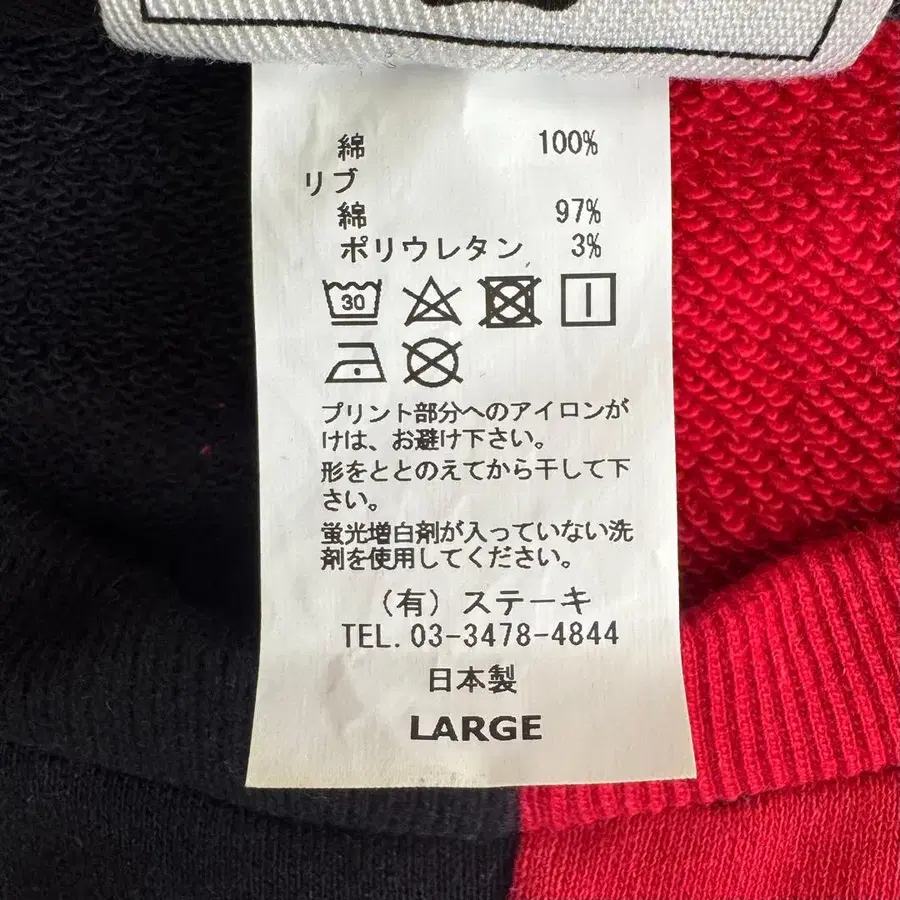 綿 100%
リブ
綿 97%
ポリウレタン 3%
30
プリント部分へのアイロンが
けは、お避け下さい。
形をととのえてから干して下
さい。
蛍光増白剤が入っていない洗
剤を使用してください。
(有) ステーキ
TEL. 03-3478-4844
日本製
LARGE